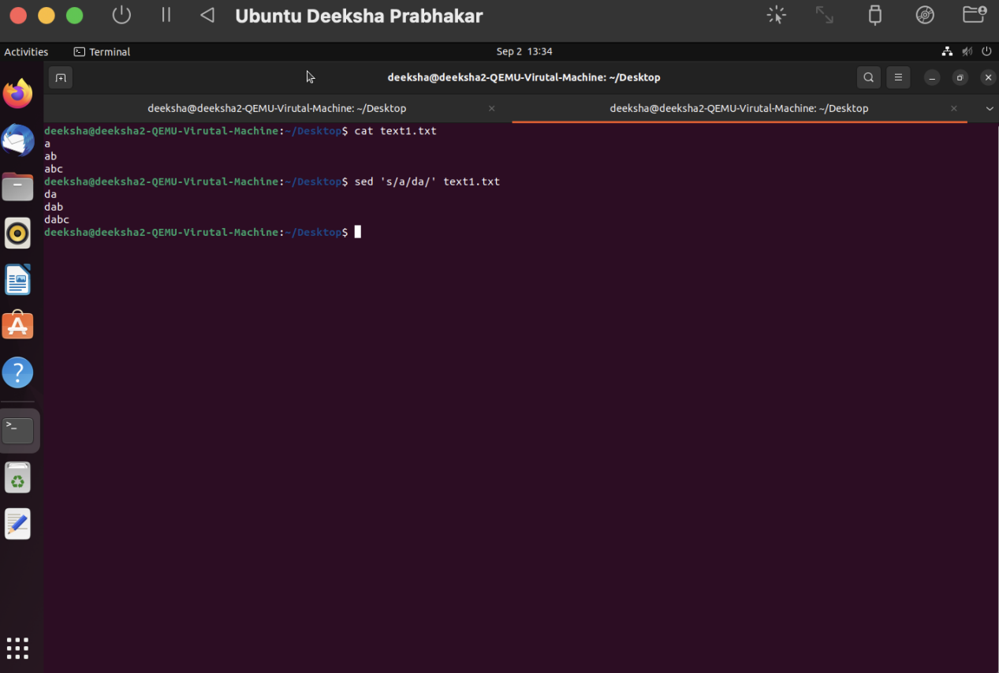 Ubuntu Deeksha Prabhakar
Activities
Terminal
Sep 2 13:34
deeksha@deeksha2-QEMU-Virutal-Machine: ~/Desktop
deeksha@deeksha2-QEMU-Virutal-Machine: ~/Desktop
deeksha@deeksha2-QEMU-Virutal-Machine: ~/Desktop
deeksha@deeksha2-QEMU-Virutal-Machine:~/Desktop$ cat text1.txt
a
ab
abc
deeksha@deeksha2-QEMU-Virutal-Machine:~/Desktop$ sed 's/a/da/' text1.txt
da
dab
dabc
deeksha@deeksha2-QEMU-Virutal-Machine:~/Desktop$